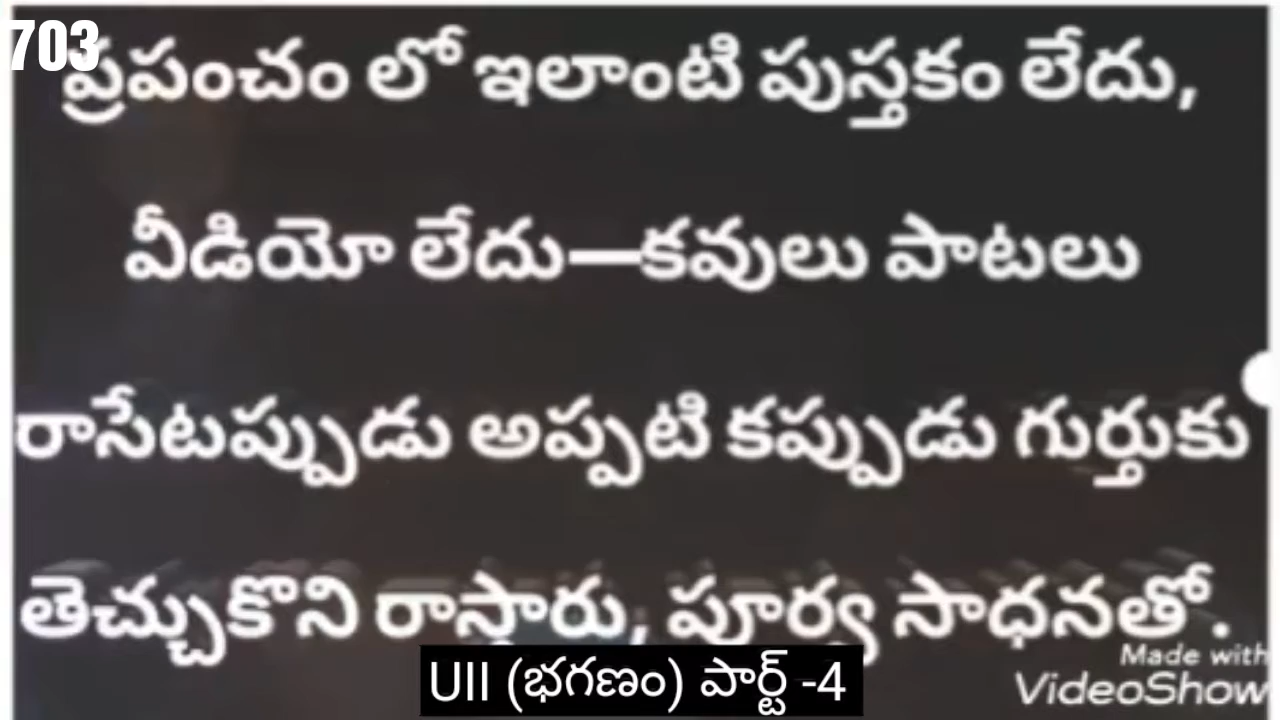 703
ప్రపంచం లో ఇలాంటి పుస్తకం లేదు,
వీడియో లేదు—కవులు పాటలు
రాసేటప్పుడు అప్పటి కప్పుడు గుర్తుకు
తెచ్చుకొని రాస్తారు, పూర్వ సాధనతో .
UII (భగణం) పార్ట్ -4
Made with
VideoShow